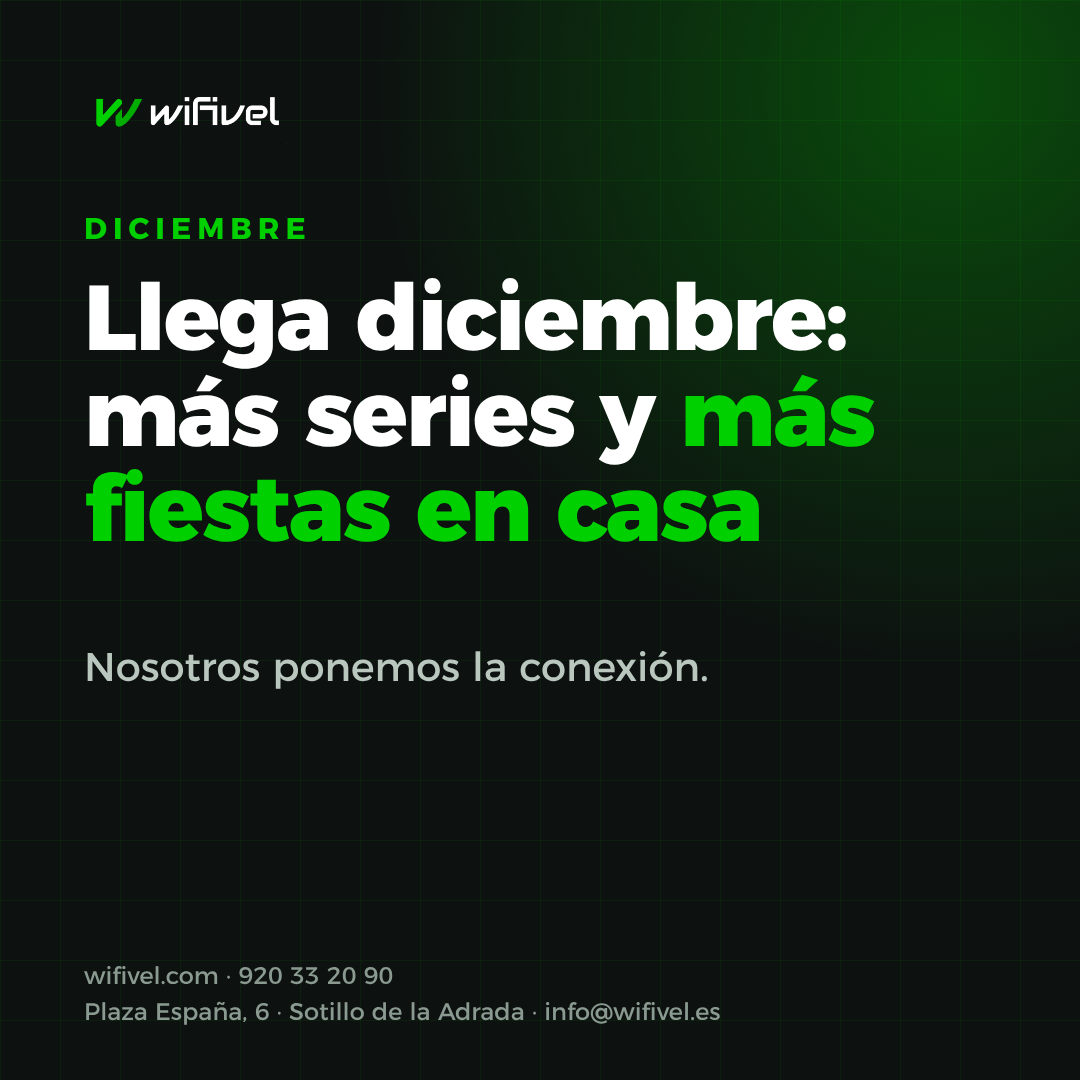 wifivel
DICIEMBRE
Llega diciembre:
más series y más
fiestas en casa
Nosotros ponemos la conexión.
wifivel.com · 920 33 20 90
Plaza España, 6 · Sotillo de la Adrada · info@wifivel.es